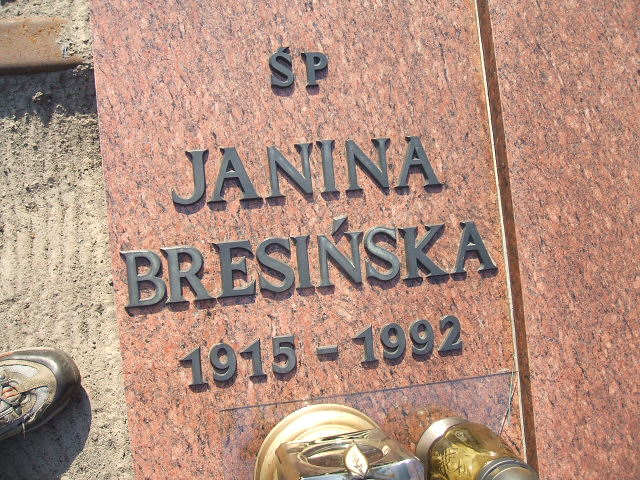 ŚP
JANINA
BRESIŃSKA
1915 - 1992